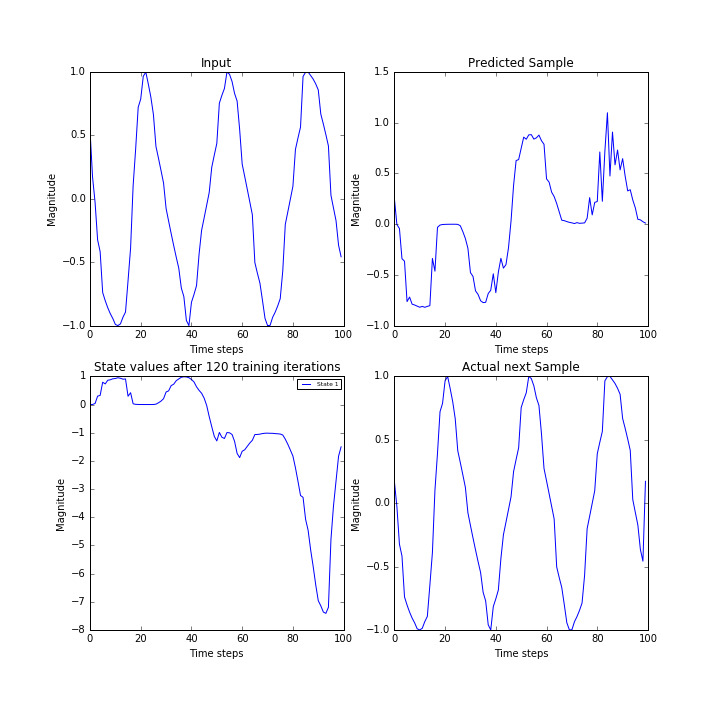 Input
Magnitude
1.0
0.5
0.0
−0.5
−1.0
0 20 40 60 80 100
Time steps
Predicted Sample
Magnitude
1.5
1.0
0.5
0.0
−0.5
−1.0
0 20 40 60 80 100
Time steps
State values after 120 training iterations
Magnitude
1
0
−1
−2
−3
−4
−5
−6
−7
−8
State 1
0 20 40 60 80 100
Time steps
Actual next Sample
Magnitude
1.0
0.5
0.0
−0.5
−1.0
0 20 40 60 80 100
Time steps